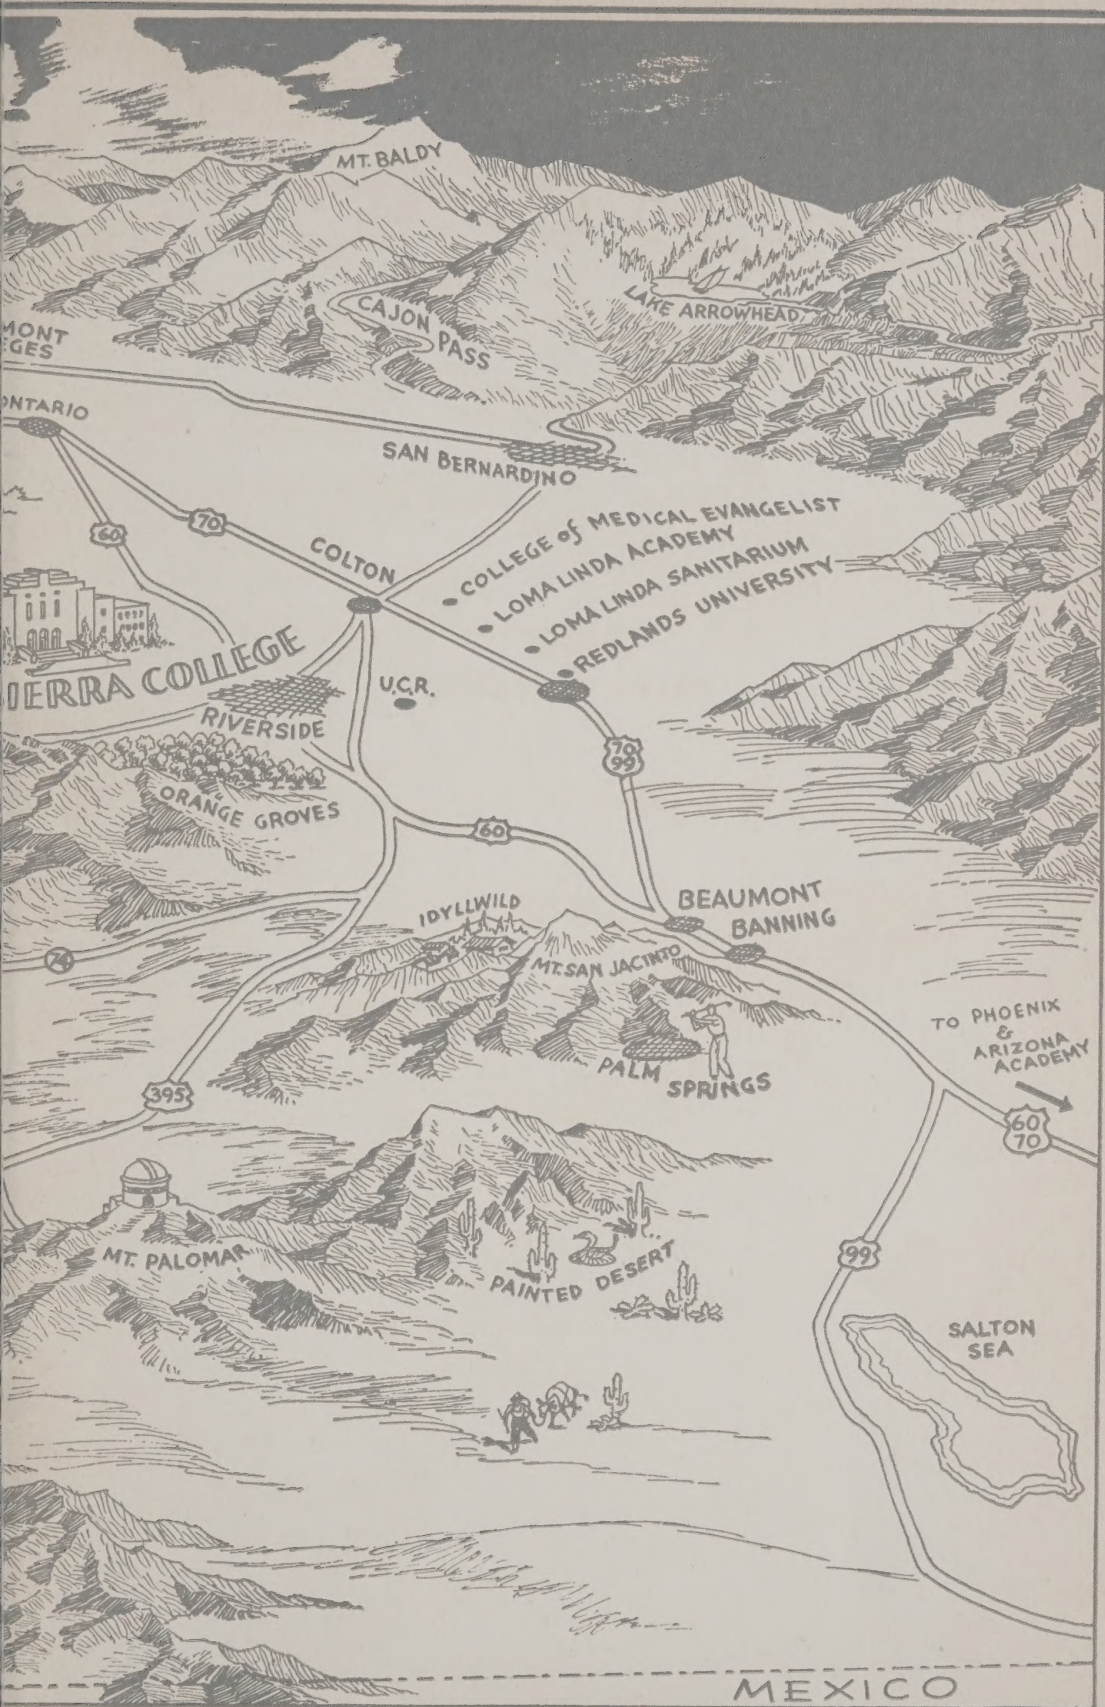 MT. BALDY
LAKE ARROWHEAD
CAJON
PASS
MONT
EGES
ONTARIO
SAN BERNARDINO
60
70
COLTON
COLLEGE of MEDICAL EVANGELIST
LOMA LINDA ACADEMY
LOMA LINDA SANITARIUM
REDLANDS UNIVERSITY
IERRA COLLEGE
U.C.R.
RIVERSIDE
70
99
ORANGE GROVES
60
BEAUMONT
BANNING
IDYLLWILD
74
MT. SAN JACINTO
TO PHOENIX
&
ARIZONA
ACADEMY
PALM SPRINGS
395
60
70
MT. PALOMAR
PAINTED DESERT
99
SALTON
SEA
MEXICO